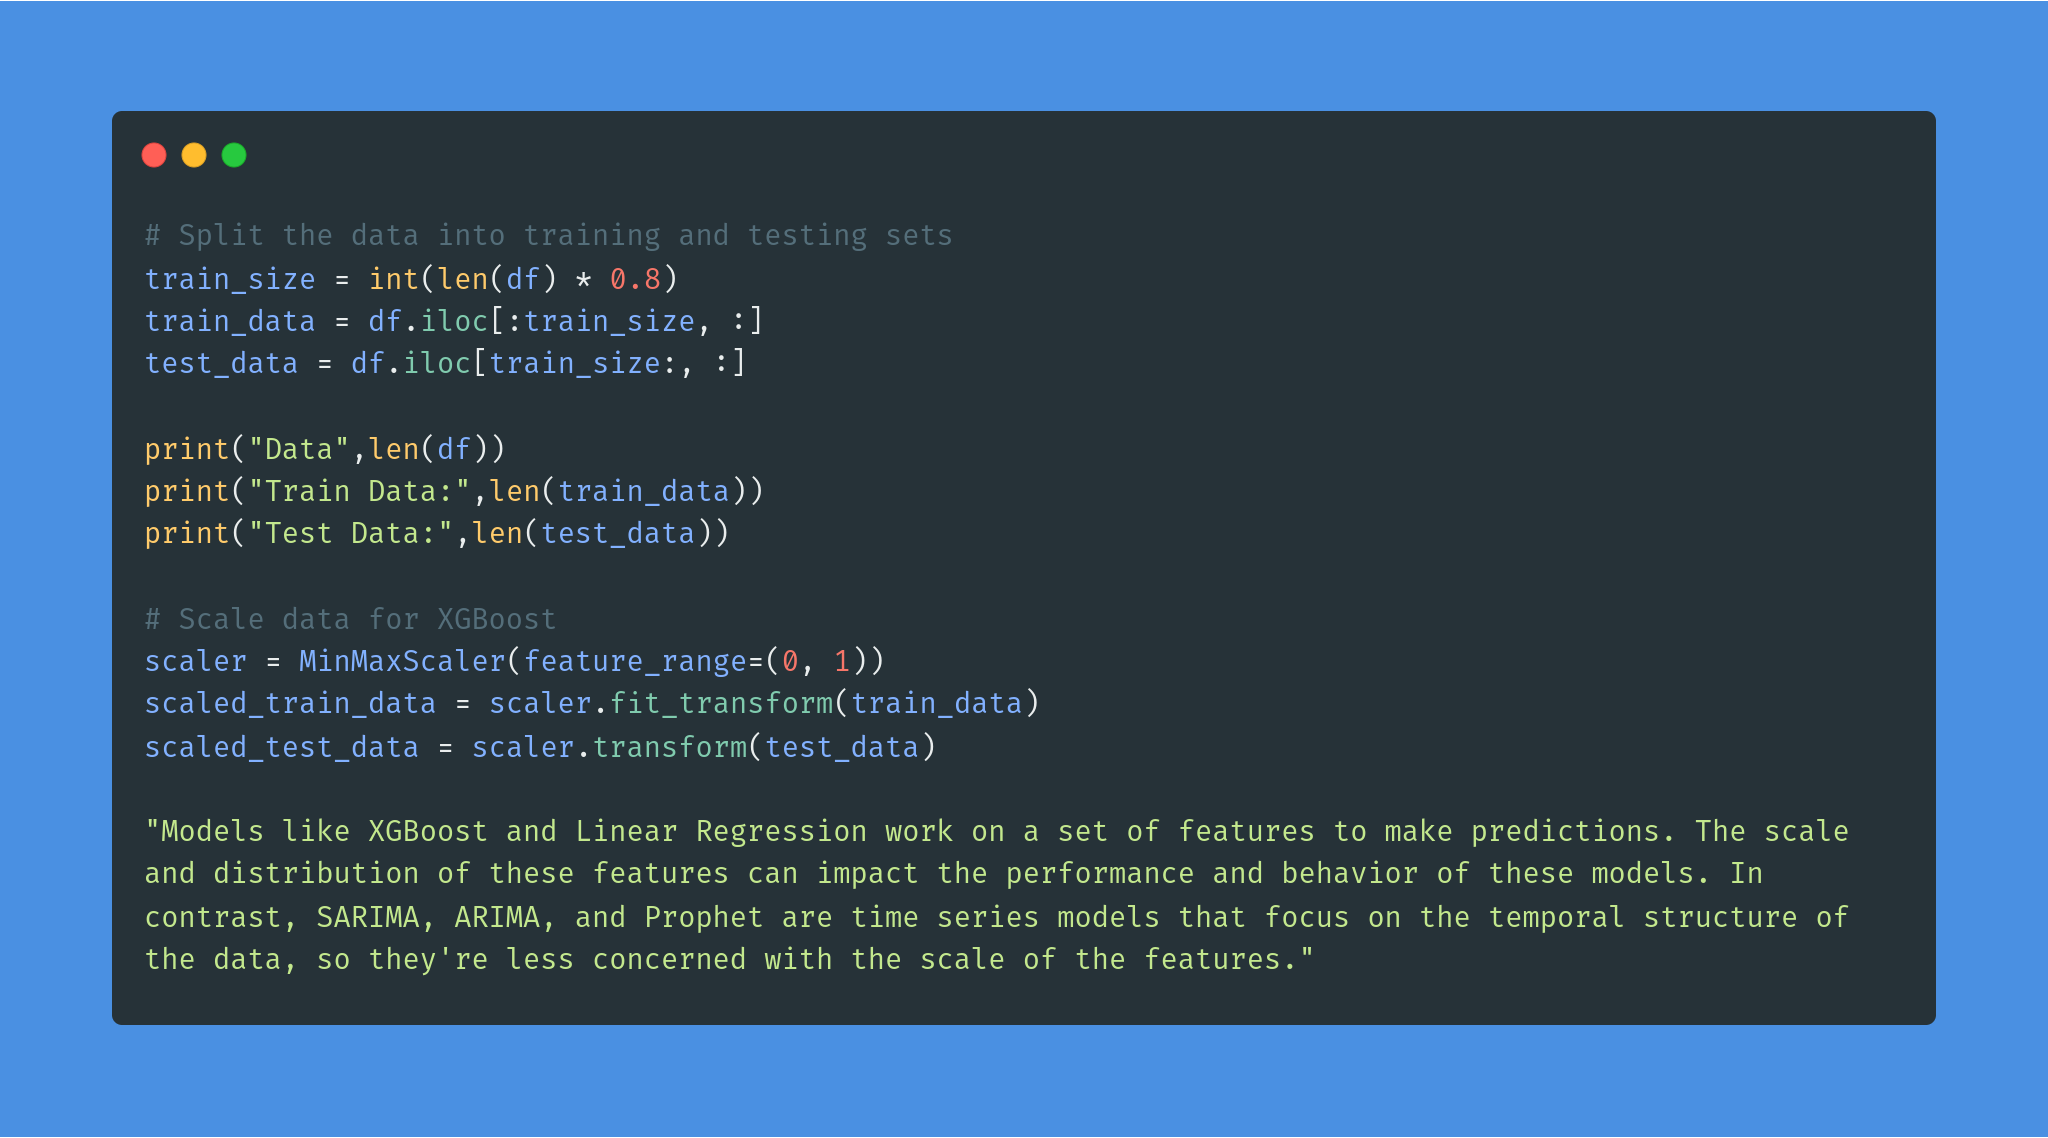 # Split the data into training and testing sets
train_size = int(len(df) * 0.8)
train_data = df.iloc[:train_size, :]
test_data = df.iloc[train_size:, :]
print("Data",len(df))
print("Train Data:",len(train_data))
print("Test Data:",len(test_data))
# Scale data for XGBoost
scaler = MinMaxScaler(feature_range=(0, 1))
scaled_train_data = scaler.fit_transform(train_data)
scaled_test_data = scaler.transform(test_data)
"Models like XGBoost and Linear Regression work on a set of features to make predictions. The scale
and distribution of these features can impact the performance and behavior of these models. In
contrast, SARIMA, ARIMA, and Prophet are time series models that focus on the temporal structure of
the data, so they're less concerned with the scale of the features."